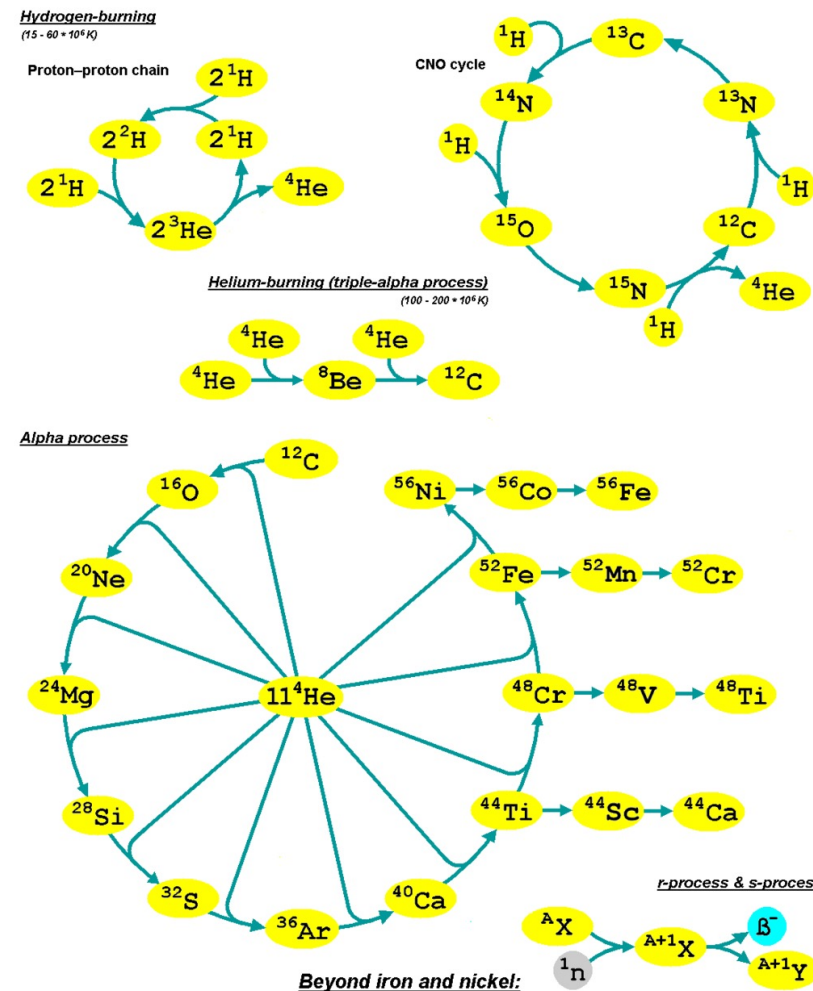 Hydrogen-burning
(15 - 60 * 10⁶ K)
Proton–proton chain
2¹H
2²H
2¹H
2¹H
2³He
⁴He
CNO cycle
¹H
¹³C
¹⁴N
¹³N
¹H
¹H
¹⁵O
¹²C
¹⁵N
⁴He
¹H
Helium-burning (triple-alpha process)
(100 - 200 * 10⁶ K)
⁴He
⁴He
⁴He
⁸Be
¹²C
Alpha process
¹²C
¹⁶O
²⁰Ne
²⁴Mg
²⁸Si
³²S
³⁶Ar
⁴⁰Ca
11⁴He
⁵⁶Ni
⁵⁶Co
⁵⁶Fe
⁵²Fe
⁵²Mn
⁵²Cr
⁴⁸Cr
⁴⁸V
⁴⁸Ti
⁴⁴Ti
⁴⁴Sc
⁴⁴Ca
r-process & s-proces
ᴬX
¹n
ᴬ⁺¹X
ß⁻
ᴬ⁺¹Y
Beyond iron and nickel: